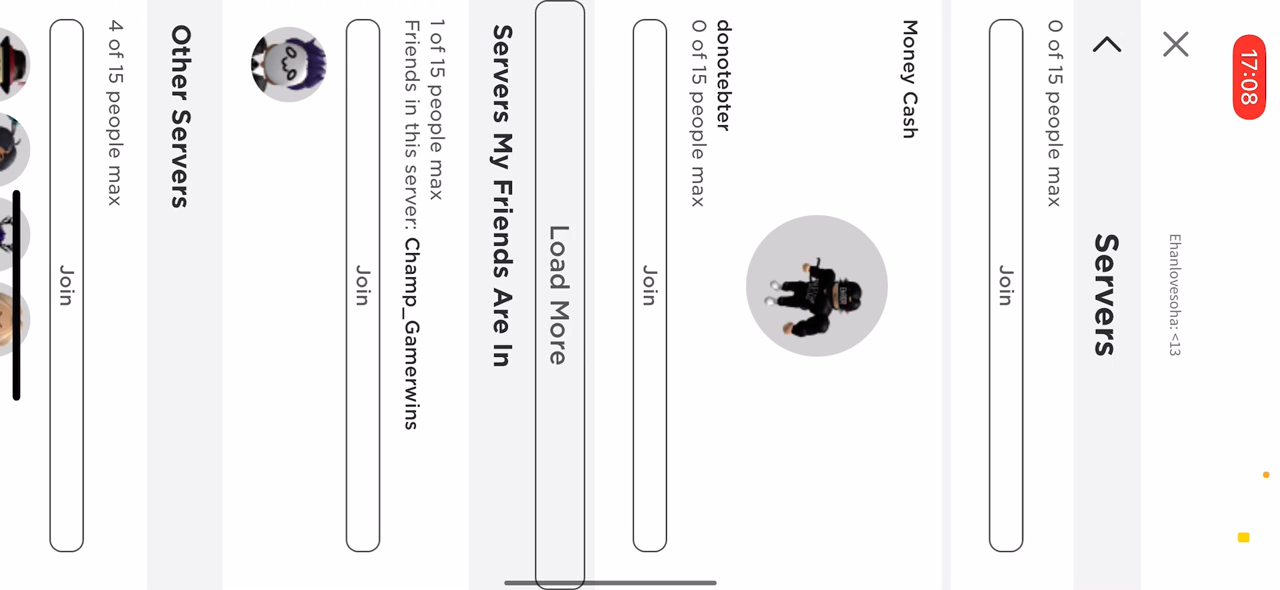 17:08
Ehanlovesoha: <13
Servers
0 of 15 people max
Join
Money Cash
donotebter
0 of 15 people max
Join
Load More
Servers My Friends Are In
1 of 15 people max
Friends in this server: Champ_Gamerwins
Join
Other Servers
4 of 15 people max
Join